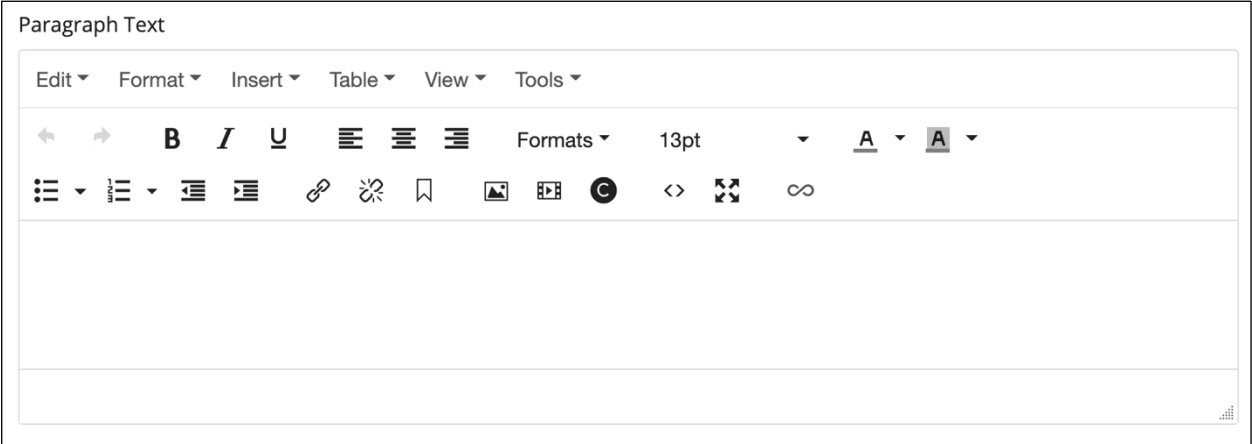 Paragraph Text
Edit Format Insert Table View Tools
B I U Formats 13pt A A
C <>